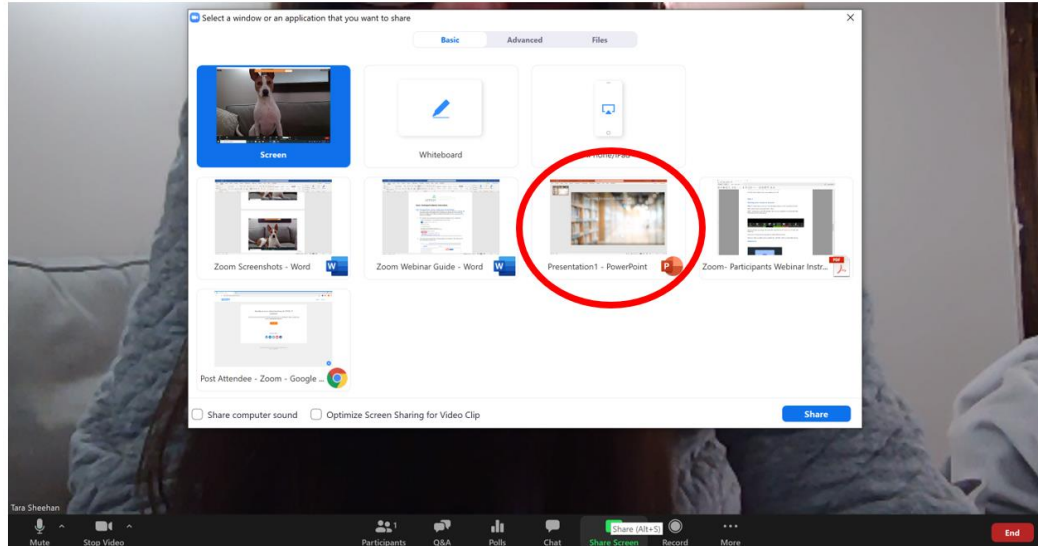 Select a window or an application that you want to share
Basic Advanced Files
Screen
Whiteboard
Zoom Screenshots - Word
Zoom Webinar Guide - Word
Presentation1 - PowerPoint
Zoom- Participants Webinar Instr...
PDF
Post Attendee - Zoom - Google ...
Share computer sound
Optimize Screen Sharing for Video Clip
Share
Tara Sheehan
Mute
Stop Video
1
Participants
Q&A
Polls
Chat
Share (Alt+S)
Share Screen
Record
More
End